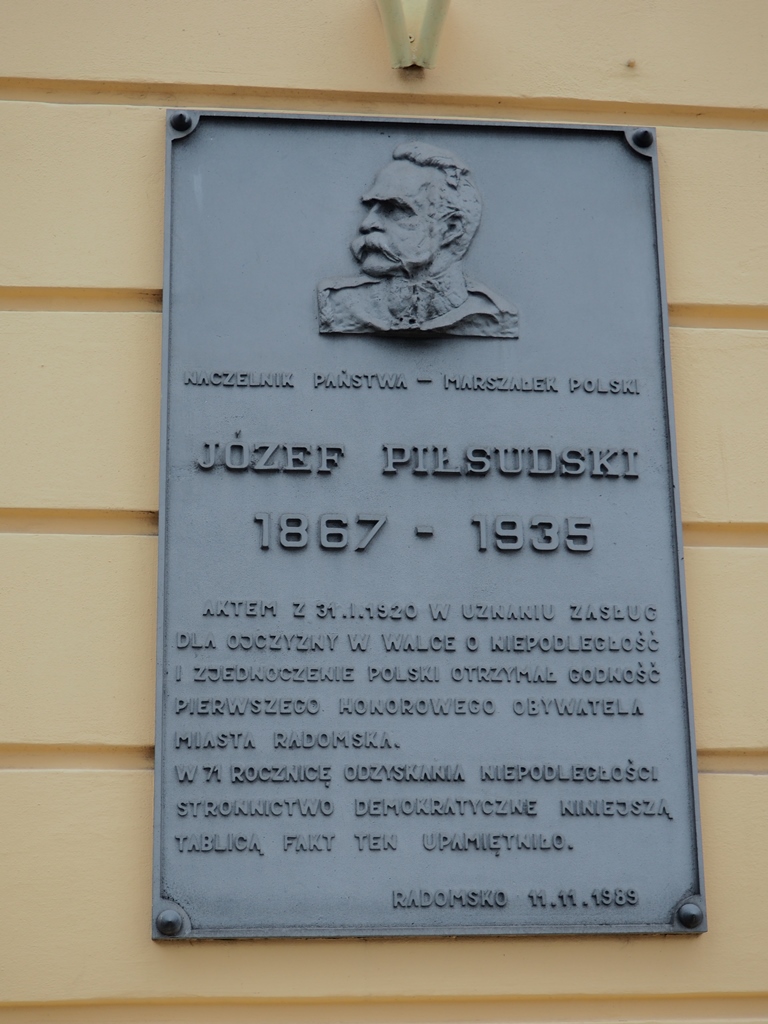 NACZELNIK PAŃSTWA – MARSZAŁEK POLSKI
JÓZEF PIŁSUDSKI
1867 - 1935
AKTEM Z 31.I.1920 W UZNANIU ZASŁUG
DLA OJCZYZNY W WALCE O NIEPODLEGŁOŚĆ
I ZJEDNOCZENIE POLSKI OTRZYMAŁ GODNOŚĆ
PIERWSZEGO HONOROWEGO OBYWATELA
MIASTA RADOMSKA.
W 71 ROCZNICĘ ODZYSKANIA NIEPODLEGŁOŚCI
STRONNICTWO DEMOKRATYCZNE NINIEJSZĄ
TABLICĄ FAKT TEN UPAMIĘTNIŁO.
RADOMSKO 11.11.1989